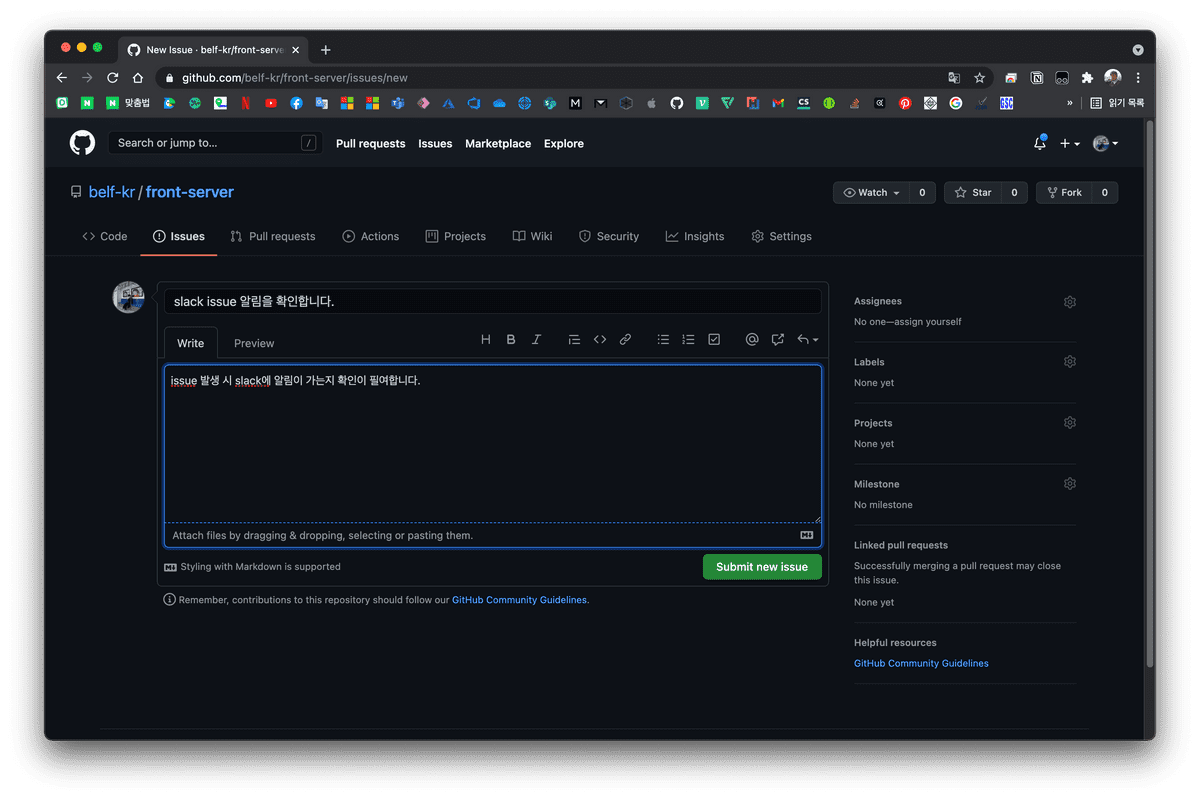 New Issue · belf-kr/front-serve
github.com/belf-kr/front-server/issues/new
맞춤법
CS
GSC
»
읽기 목록
Search or jump to...
/
Pull requests
Issues
Marketplace
Explore
belf-kr / front-server
Watch
0
Star
0
Fork
0
Code
Issues
Pull requests
Actions
Projects
Wiki
Security
Insights
Settings
slack issue 알림을 확인합니다.
Write
Preview
issue 발생 시 slack에 알림이 가는지 확인이 필여합니다.
Attach files by dragging & dropping, selecting or pasting them.
Styling with Markdown is supported
Submit new issue
Remember, contributions to this repository should follow our GitHub Community Guidelines.
Assignees
No one—assign yourself
Labels
None yet
Projects
None yet
Milestone
No milestone
Linked pull requests
Successfully merging a pull request may close
this issue.
None yet
Helpful resources
GitHub Community Guidelines